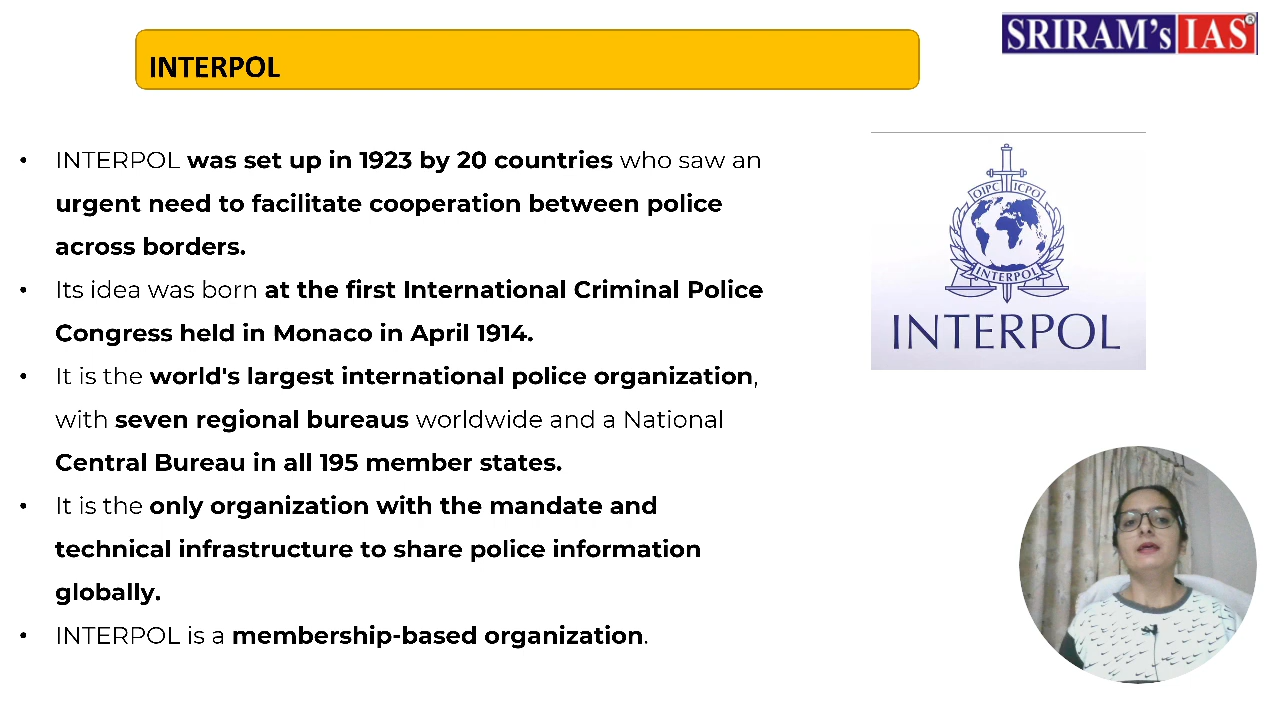 SRIRAM's IAS®
INTERPOL
• INTERPOL was set up in 1923 by 20 countries who saw an
urgent need to facilitate cooperation between police
across borders.
• Its idea was born at the first International Criminal Police
Congress held in Monaco in April 1914.
• It is the world's largest international police organization,
with seven regional bureaus worldwide and a National
Central Bureau in all 195 member states.
• It is the only organization with the mandate and
technical infrastructure to share police information
globally.
• INTERPOL is a membership-based organization.
OIPC ICPO
INTERPOL
INTERPOL